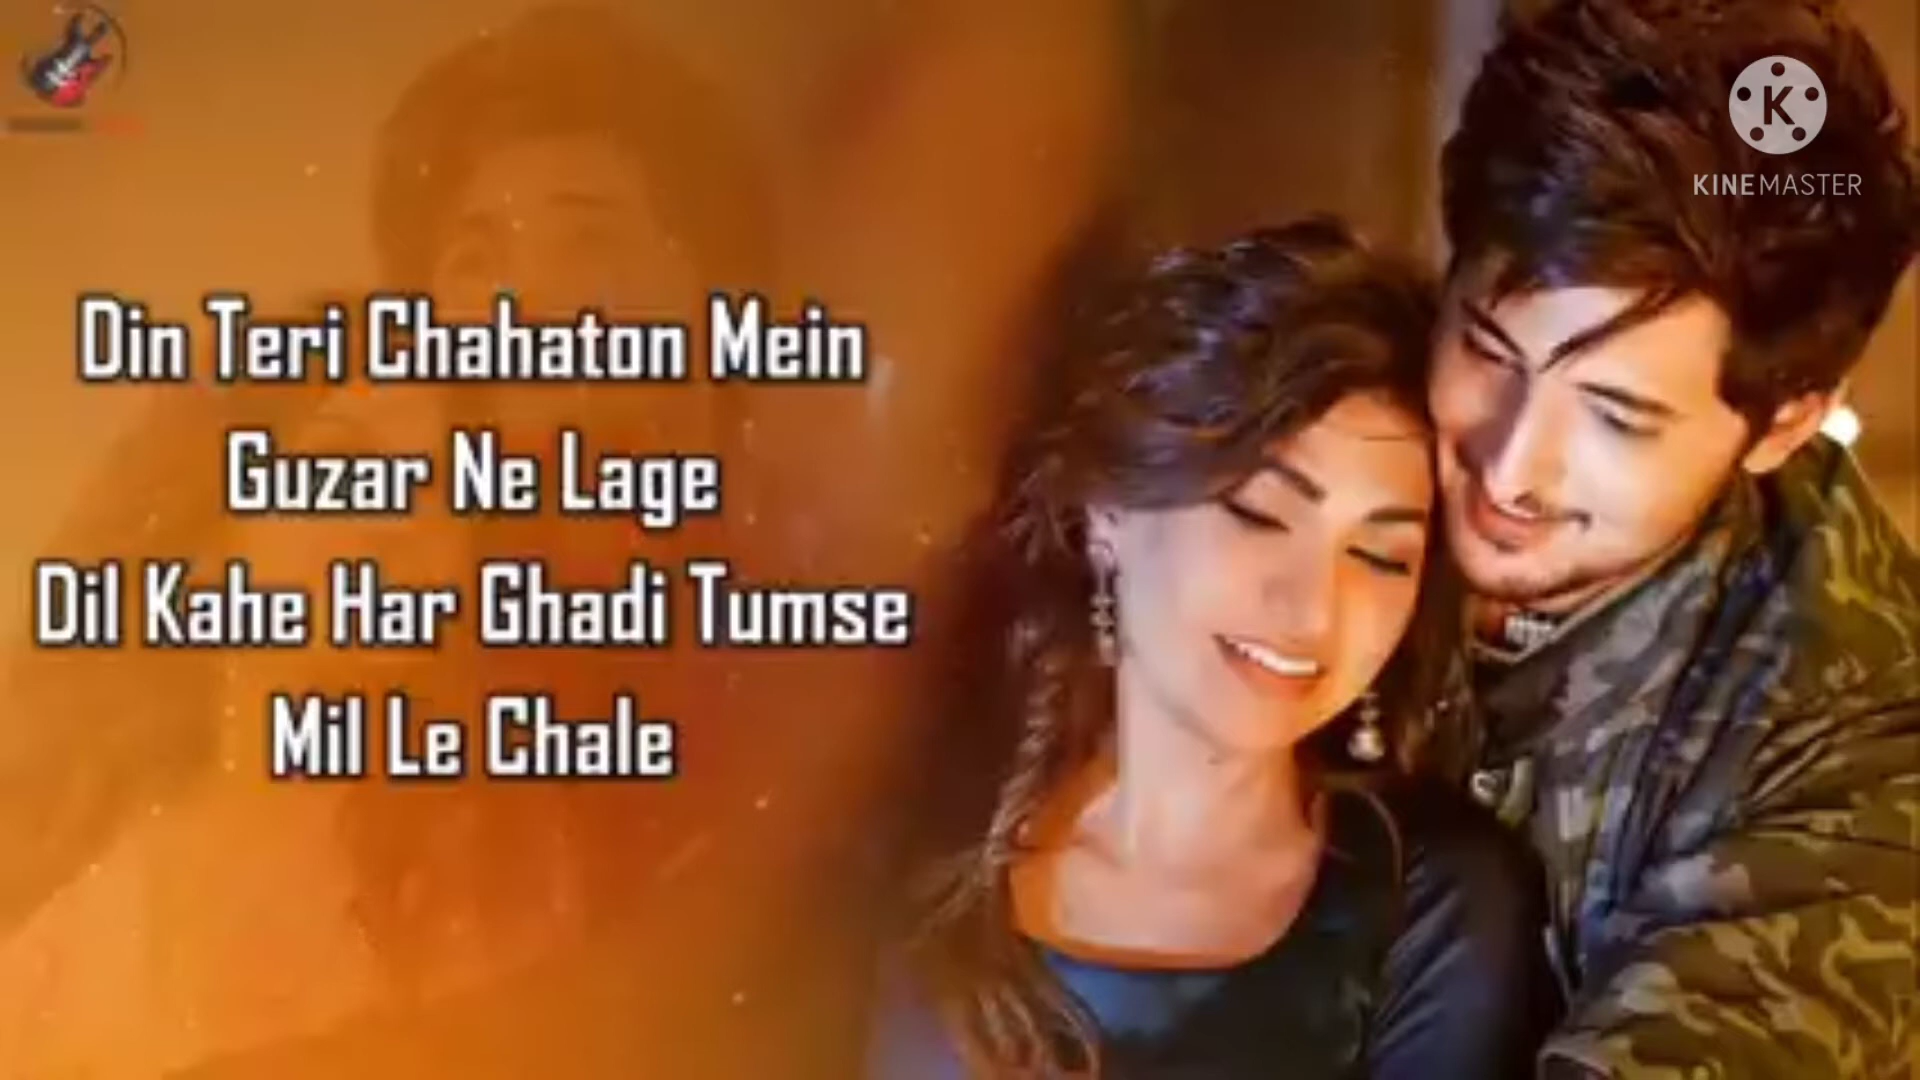 KINEMASTER
Din Teri Chahaton Mein
Guzar Ne Lage
Dil Kahe Har Ghadi Tumse
Mil Le Chale